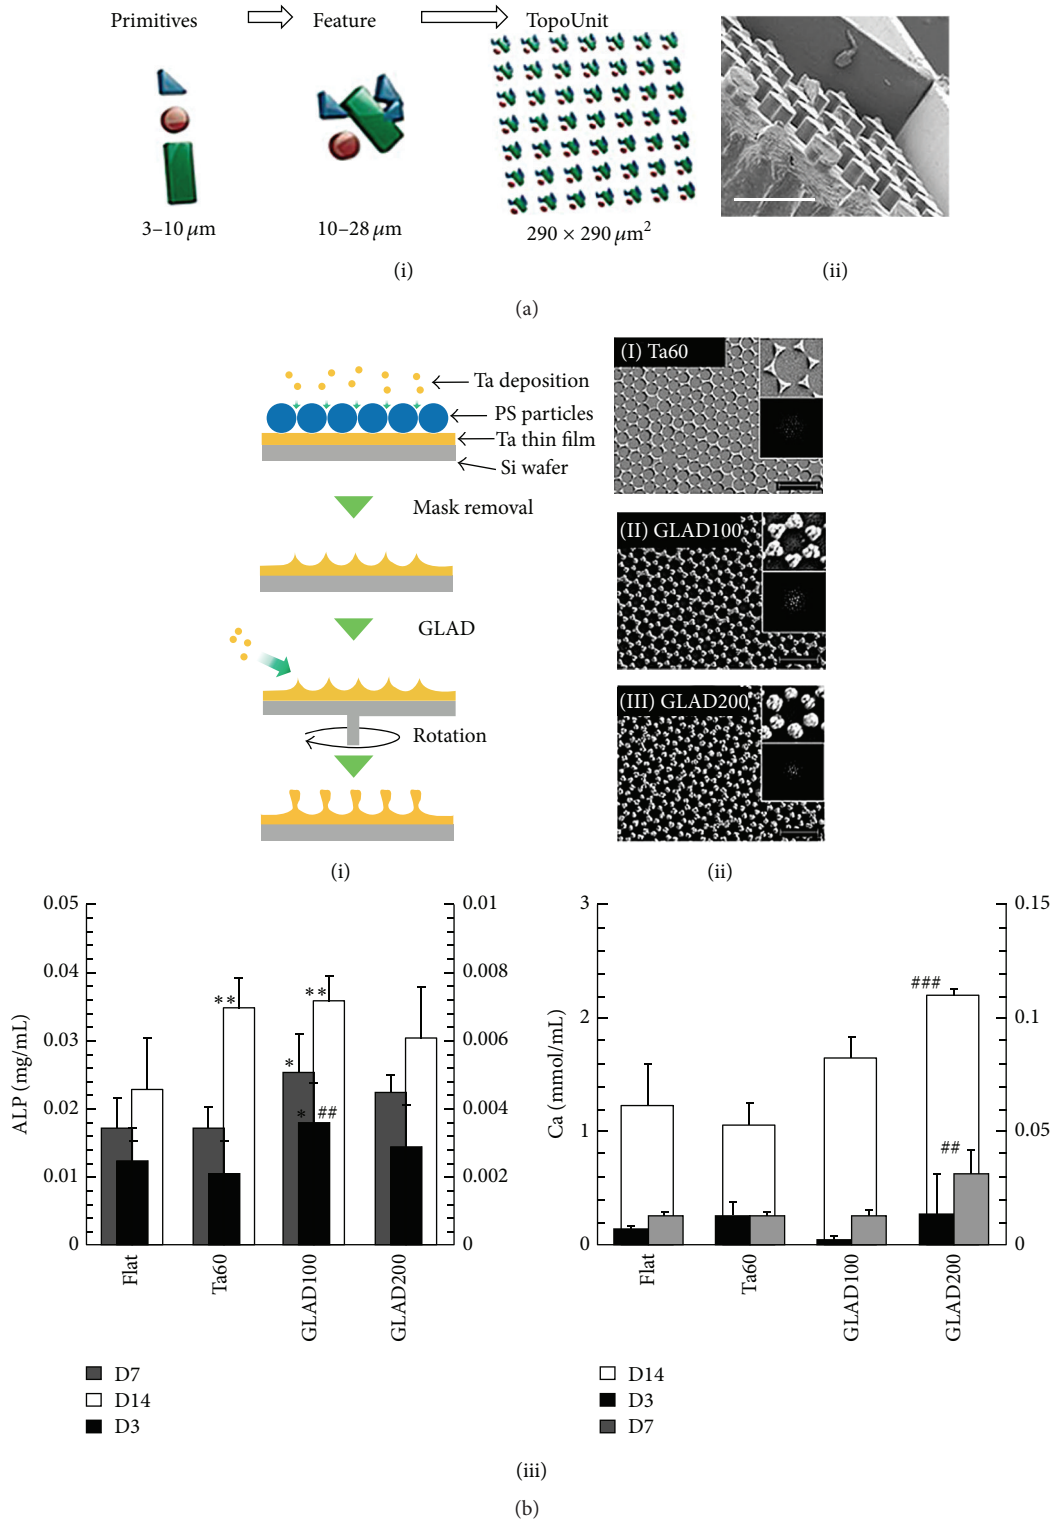 Primitives Feature TopoUnit
3–10 μm 10–28 μm 290 × 290 μm²
(i) (ii)
(a)
Ta deposition
PS particles
Ta thin film
Si wafer
Mask removal
GLAD
Rotation
(i)
(I) Ta60
(II) GLAD100
(III) GLAD200
(ii)
ALP (mg/mL)
0.05
0.04
0.03
0.02
0.01
0
0.01
0.008
0.006
0.004
0.002
0
**
**
*
* ##
Flat
Ta60
GLAD100
GLAD200
D7
D14
D3
Ca (mmol/mL)
3
2
1
0
0.15
0.1
0.05
0
###
##
Flat
Ta60
GLAD100
GLAD200
D14
D3
D7
(iii)
(b)